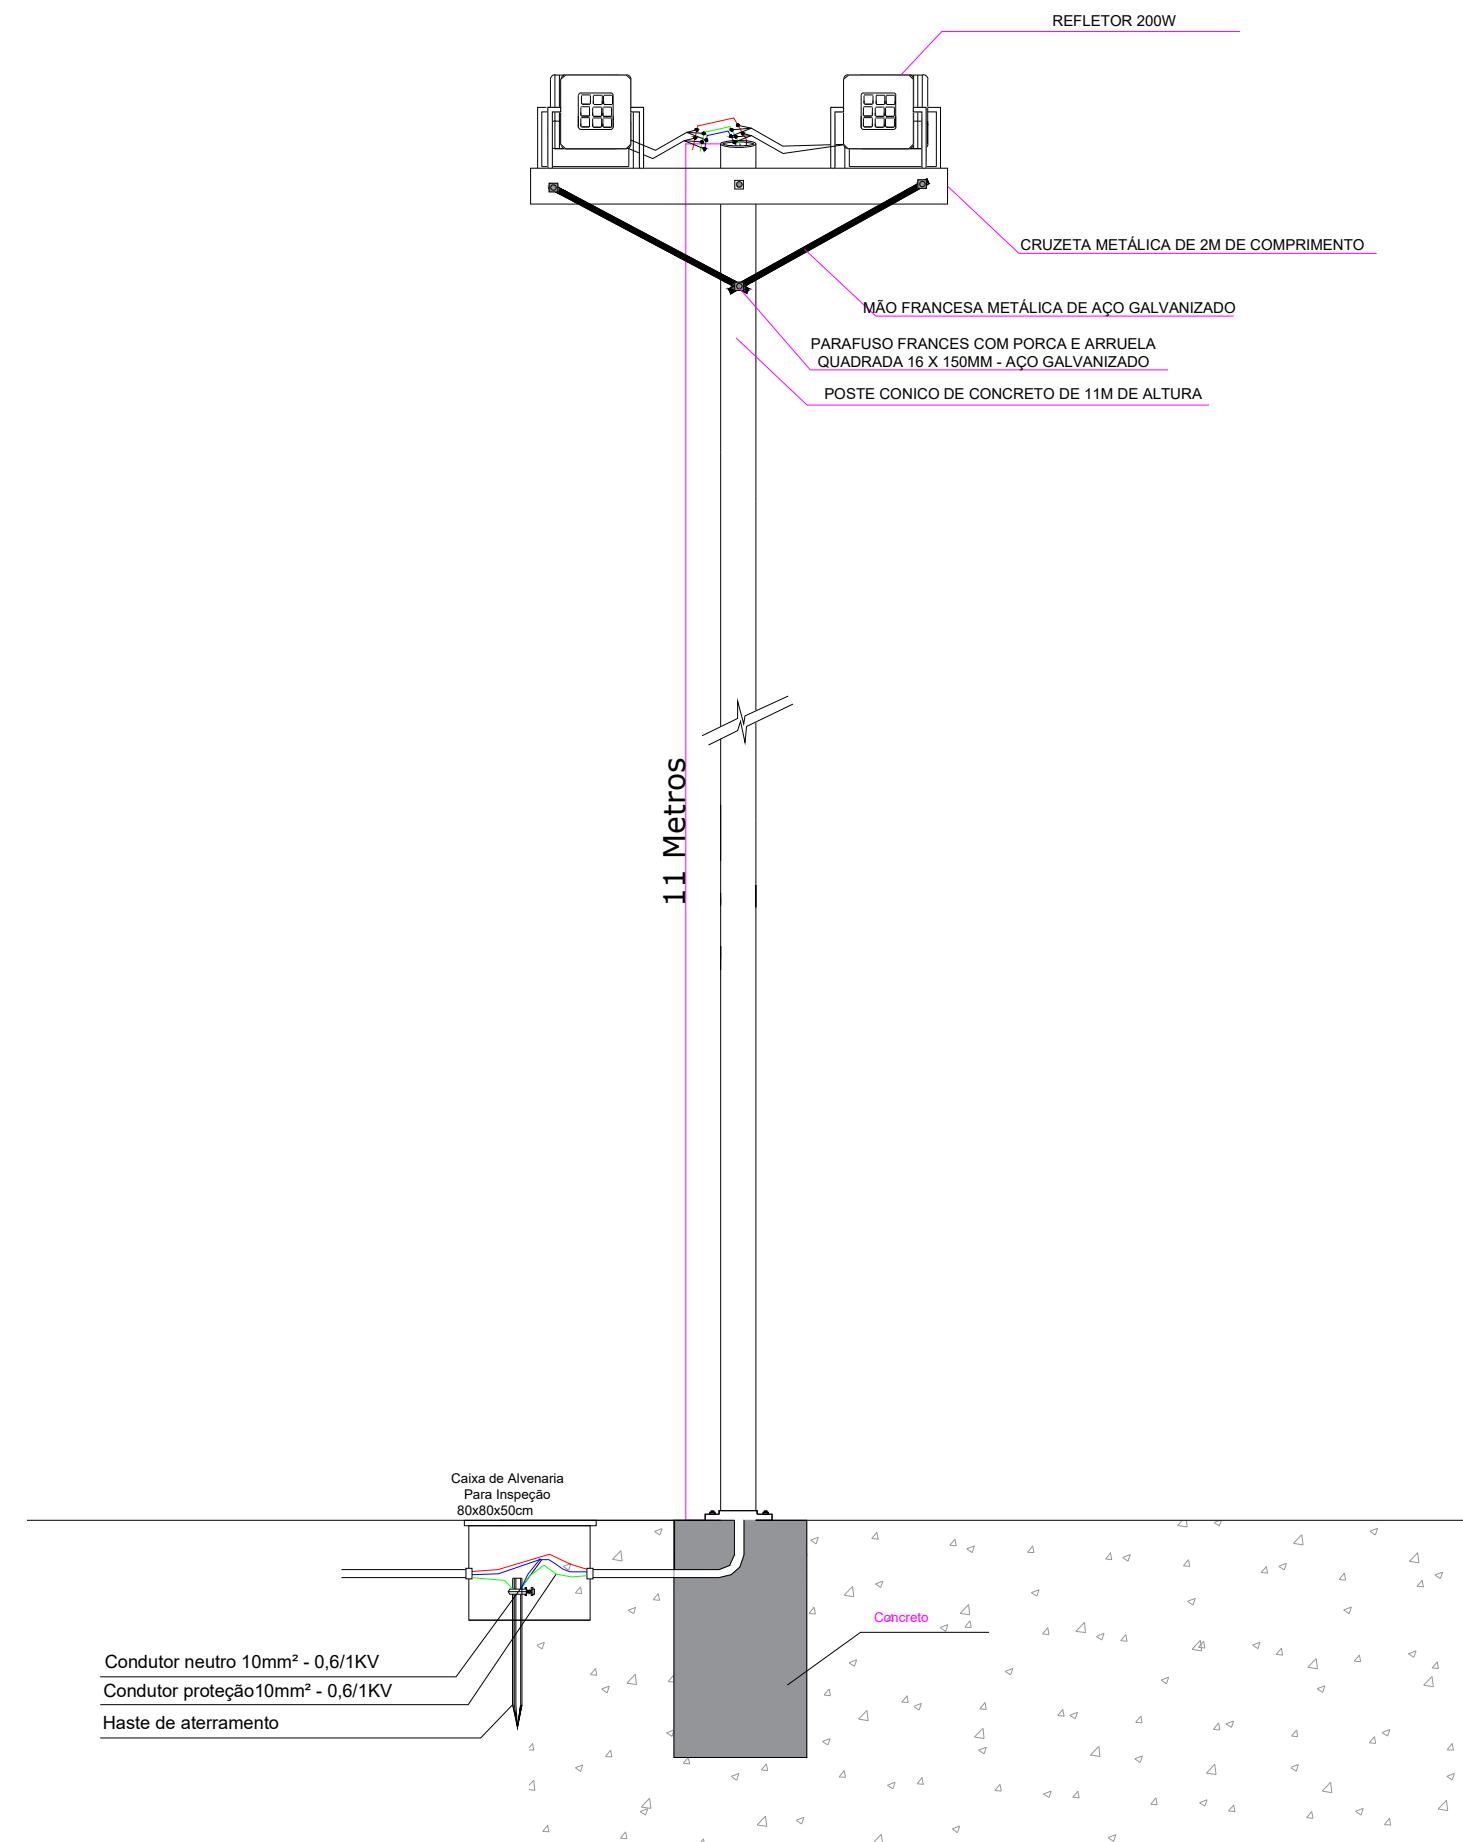 REFLETOR 200W
CRUZETA METÁLICA DE 2M DE COMPRIMENTO
MÃO FRANCESA METÁLICA DE AÇO GALVANIZADO
PARAFUSO FRANCES COM PORCA E ARRUELA
QUADRADA 16 X 150MM - AÇO GALVANIZADO
POSTE CONICO DE CONCRETO DE 11M DE ALTURA
11 Metros
Caixa de Alvenaria
Para Inspeção
80x80x50cm
Concreto
Condutor neutro 10mm² - 0,6/1KV
Condutor proteção10mm² - 0,6/1KV
Haste de aterramento